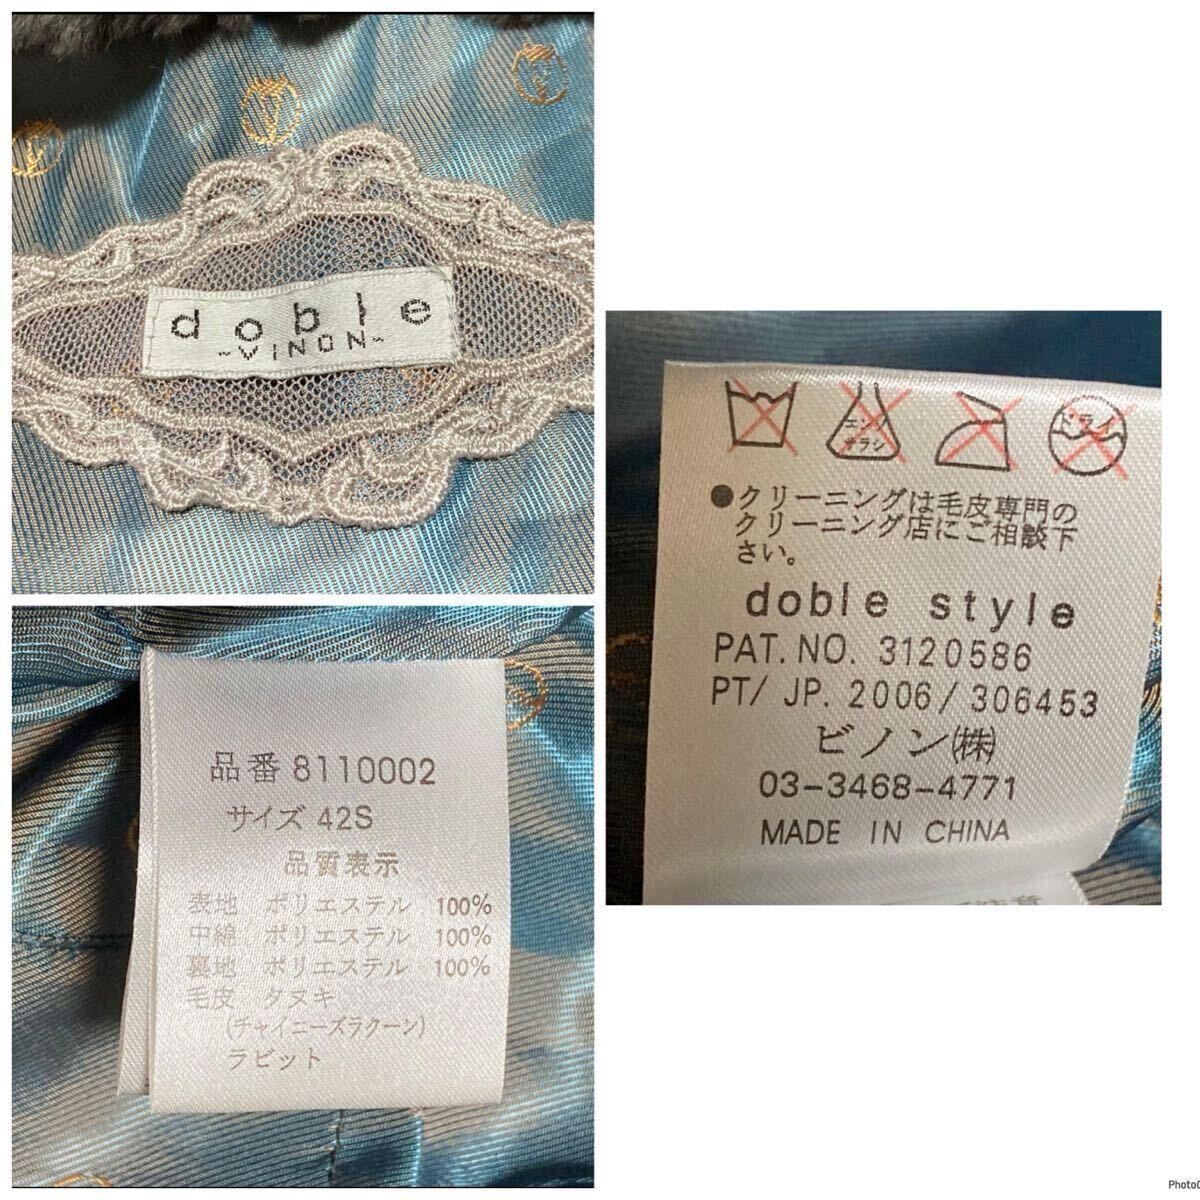 doble
-VINON-
品番 8110002
サイズ 42S
品質表示
表地 ポリエステル 100%
中綿 ポリエステル 100%
裏地 ポリエステル 100%
毛皮 タヌキ
(チャイニーズラクーン)
ラビット
エンソ
サラシ
ドライ
●クリーニングは毛皮専門の
クリーニング店にご相談下
さい。
doble style
PAT.NO. 3120586
PT/ JP. 2006/ 306453
ビノン(株)
03-3468-4771
MADE IN CHINA